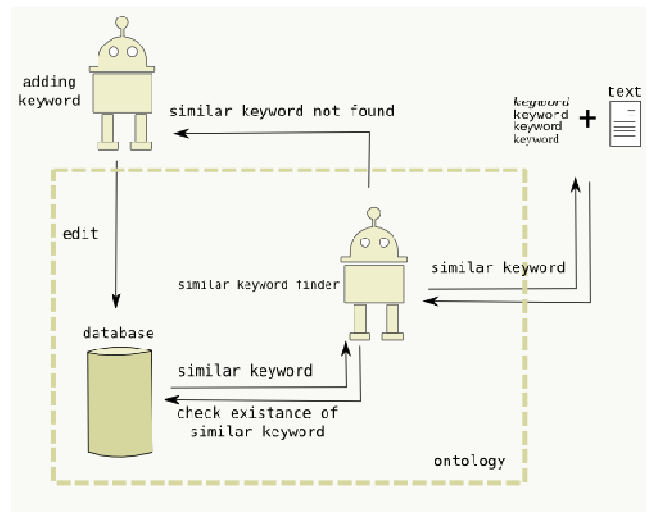 adding
keyword
similar keyword not found
text
keyword
keyword
keyword
keyword
+
edit
similar keyword
similar keyword finder
database
similar keyword
check existance of
similar keyword
ontology